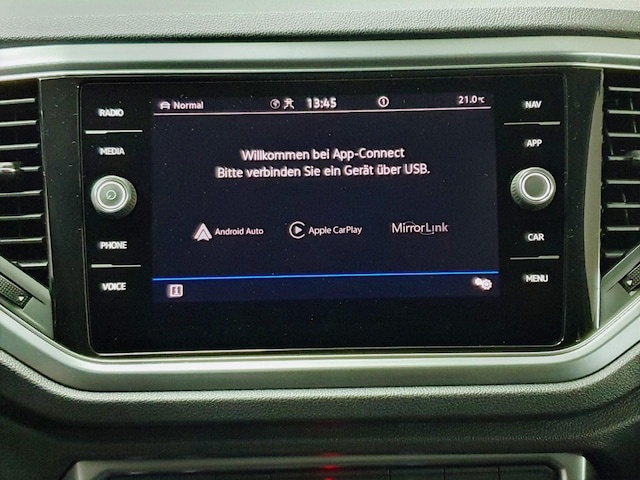 Normal 13:45 21.0°C
RADIO
MEDIA
PHONE
VOICE
Willkommen bei App-Connect
Bitte verbinden Sie ein Gerät über USB.
Android Auto Apple CarPlay MirrorLink
NAV
APP
CAR
MENU